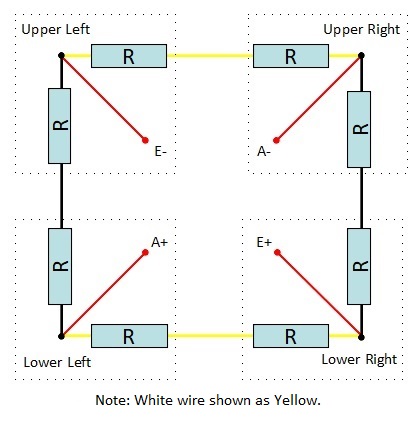 Upper Left
Upper Right
R
R
R
R
E-
A-
A+
E+
R
R
R
R
Lower Left
Lower Right
Note: White wire shown as Yellow.